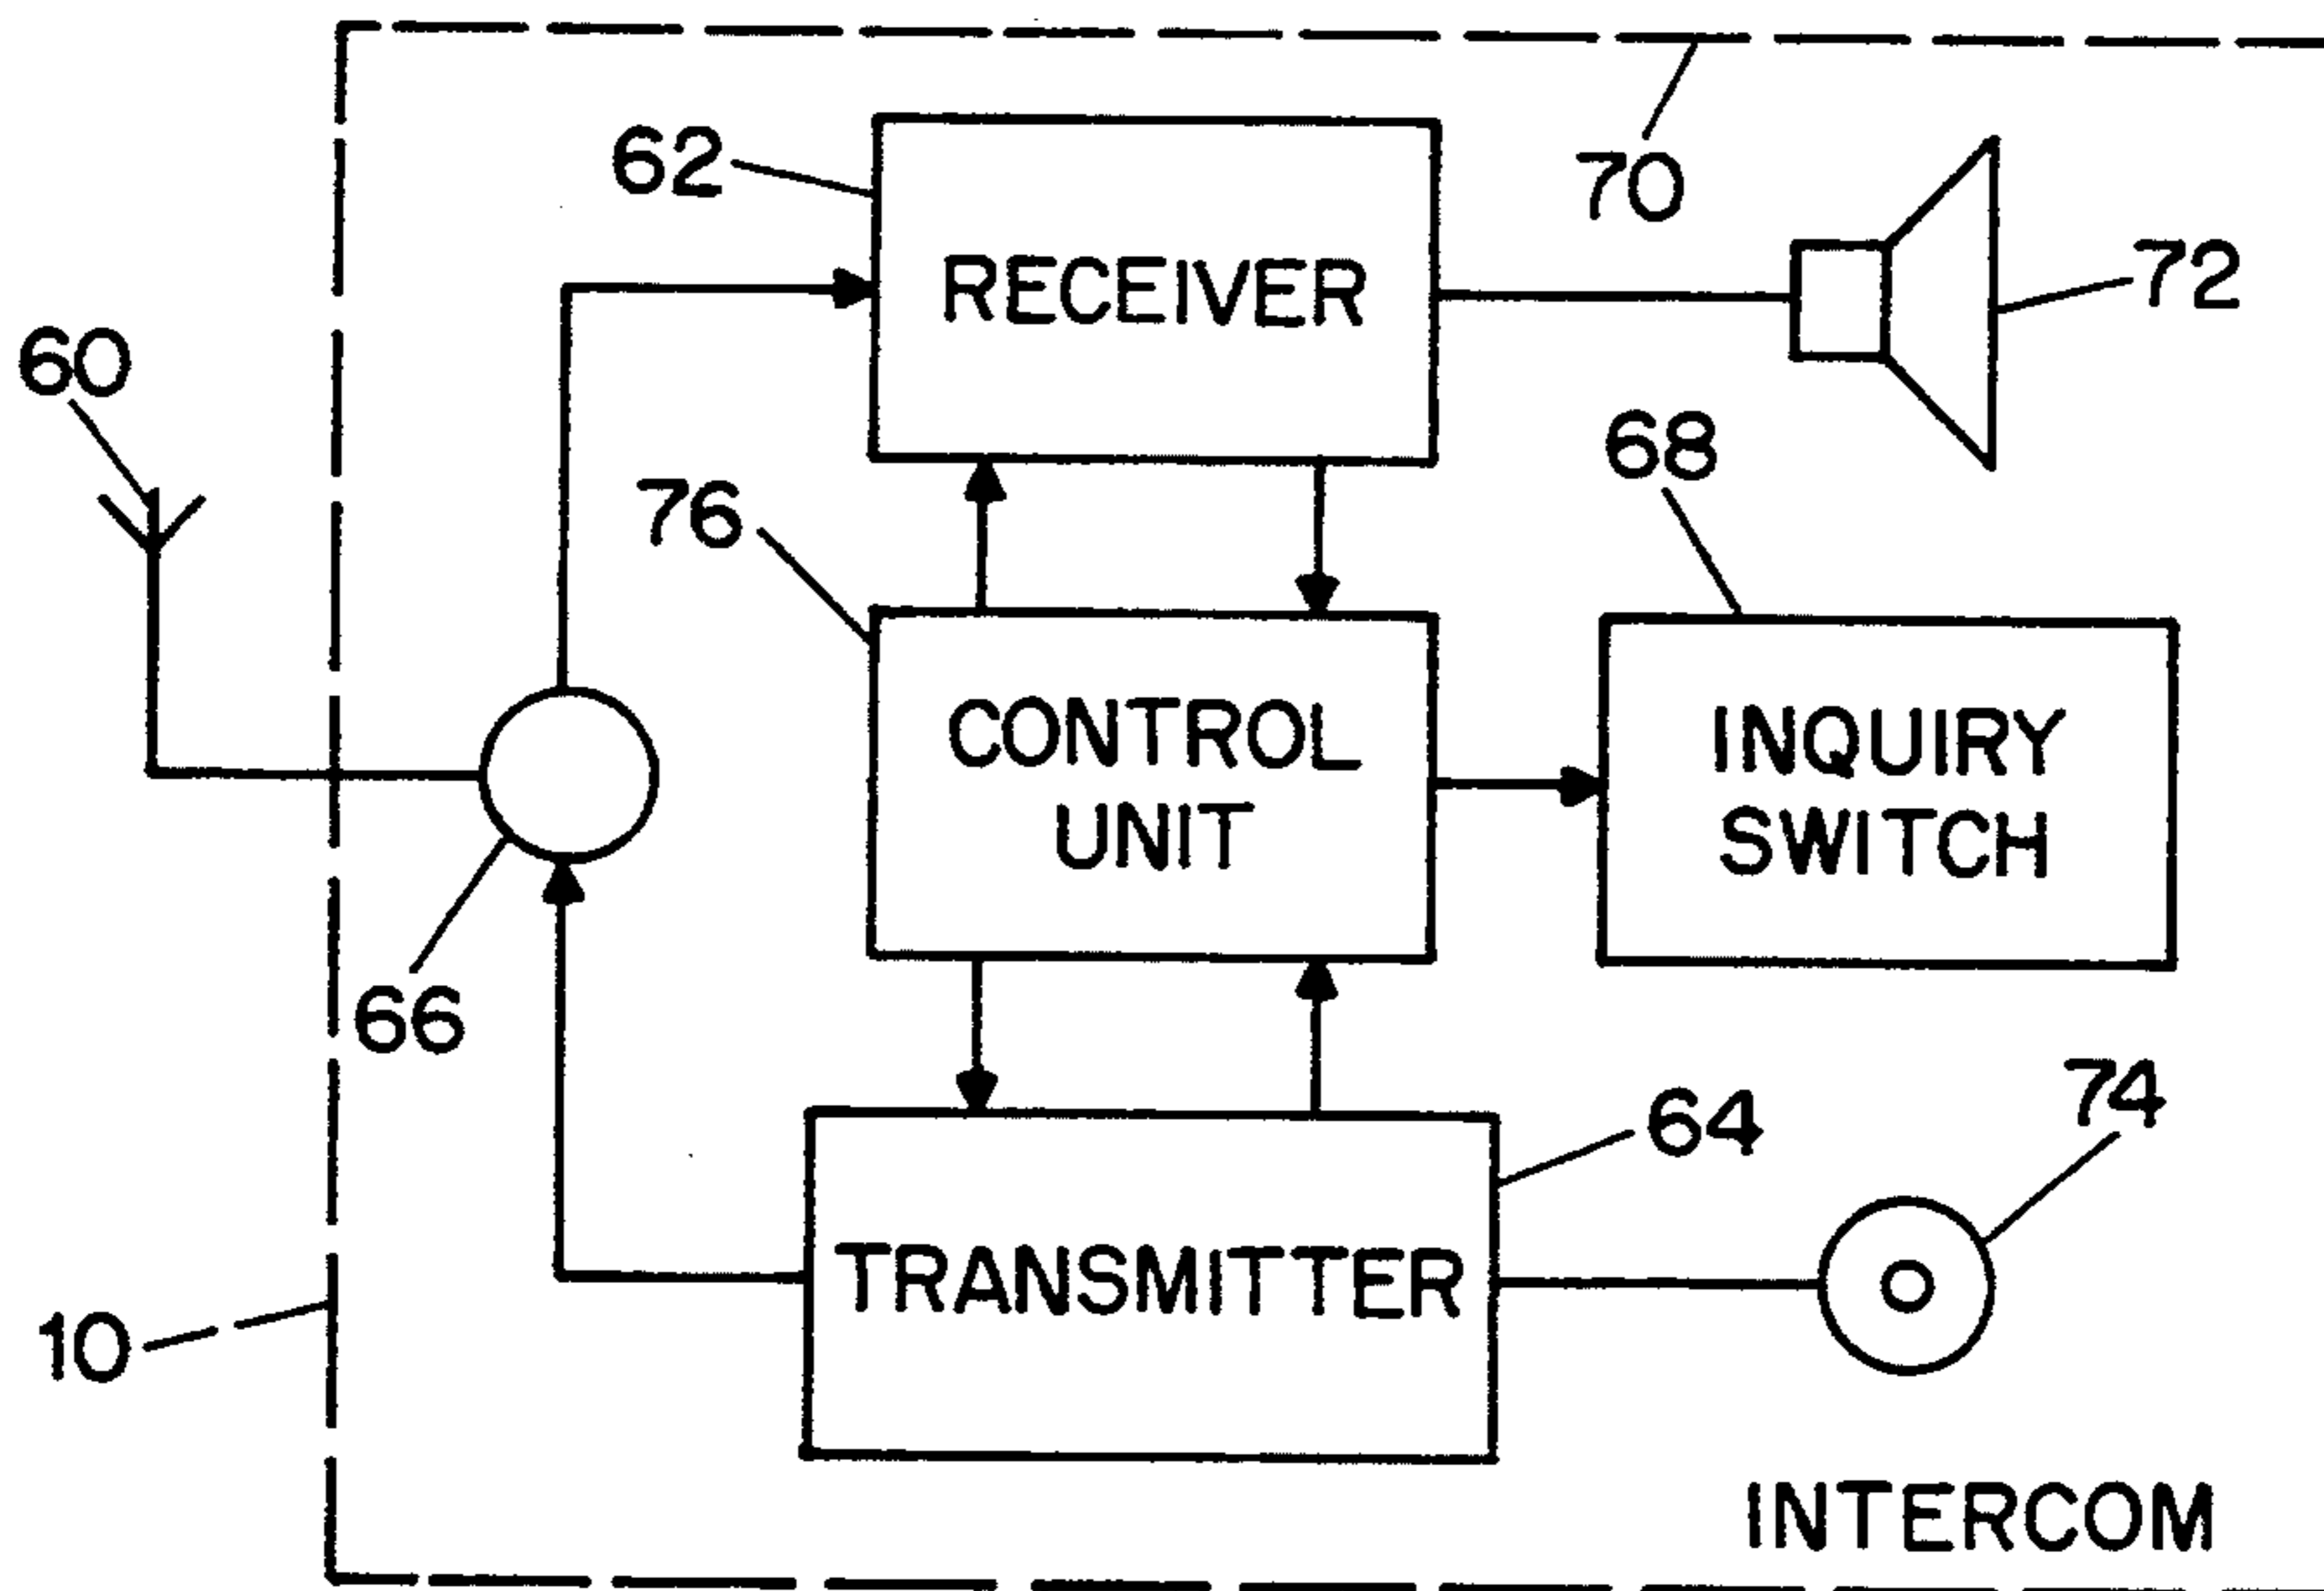 62
RECEIVER
70
72
60
68
76
CONTROL
UNIT
INQUIRY
SWITCH
66
74
64
TRANSMITTER
10
INTERCOM